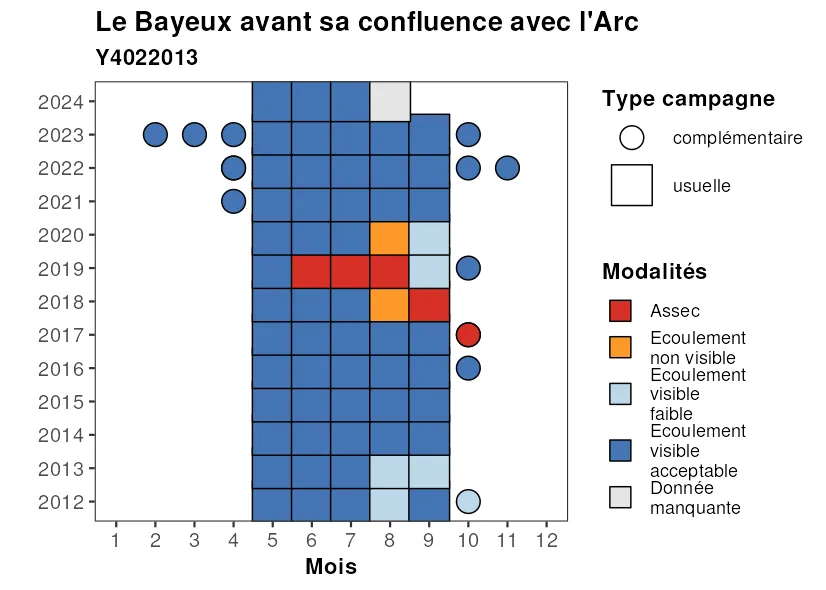 Le Bayeux avant sa confluence avec l'Arc
Y4022013
2024
2023
2022
2021
2020
2019
2018
2017
2016
2015
2014
2013
2012
1 2 3 4 5 6 7 8 9 10 11 12
Mois
Type campagne
complémentaire
usuelle
Modalités
Assec
Ecoulement
non visible
Ecoulement
visible
faible
Ecoulement
visible
acceptable
Donnée
manquante